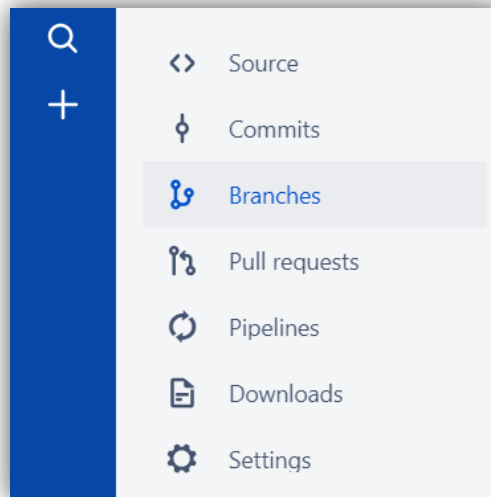 Source
Commits
Branches
Pull requests
Pipelines
Downloads
Settings